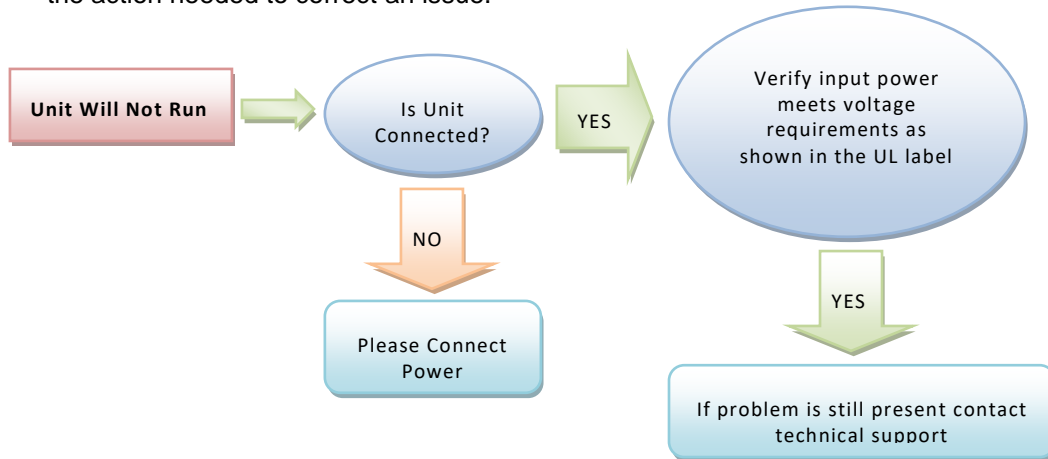 the action needed to correct an issue.
Unit Will Not Run
Is Unit
Connected?
YES
Verify input power
meets voltage
requirements as
shown in the UL label
NO
YES
Please Connect
Power
If problem is still present contact
technical support